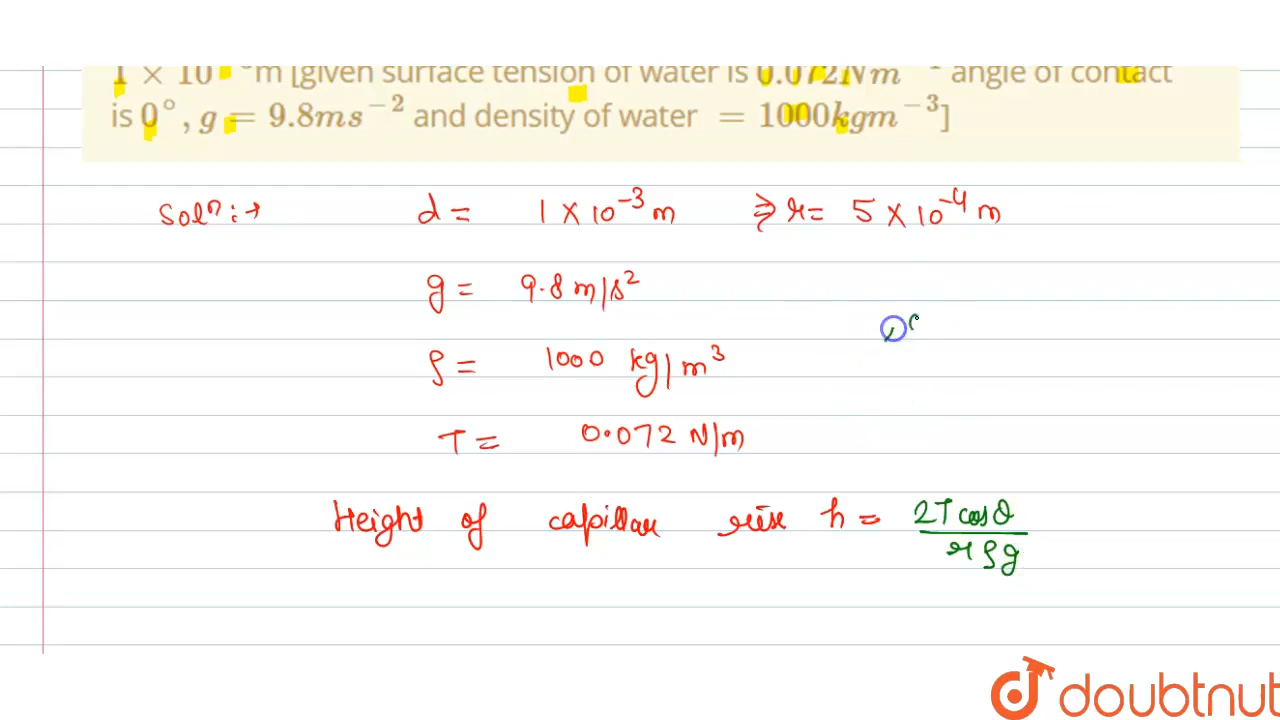 1 × 10 m [given surface tension of water is 0.072Nm⁻¹ angle of contact
is 0°, g = 9.8ms⁻² and density of water = 1000kgm⁻³]
Solⁿ:→ d = 1 × 10⁻³ m ⇒ r = 5 × 10⁻⁴ m
g = 9.8 m/s²
ρ = 1000 kg/m³
T = 0.072 N/m
Height of capillar rise h = 2T cosθ
rρg
doubtnut